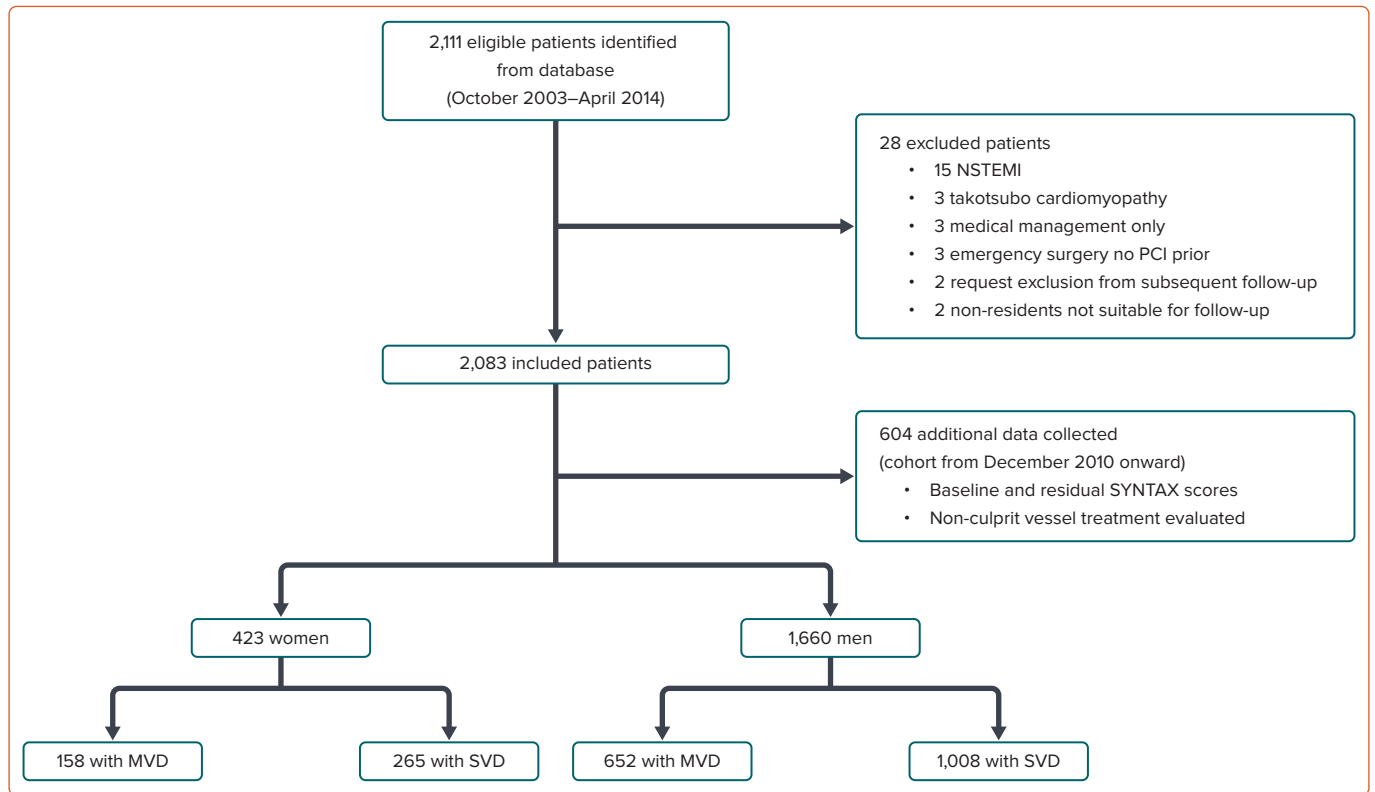 2,111 eligible patients identified
from database
(October 2003–April 2014)
28 excluded patients
• 15 NSTEMI
• 3 takotsubo cardiomyopathy
• 3 medical management only
• 3 emergency surgery no PCI prior
• 2 request exclusion from subsequent follow-up
• 2 non-residents not suitable for follow-up
2,083 included patients
604 additional data collected
(cohort from December 2010 onward)
• Baseline and residual SYNTAX scores
• Non-culprit vessel treatment evaluated
423 women
1,660 men
158 with MVD
265 with SVD
652 with MVD
1,008 with SVD